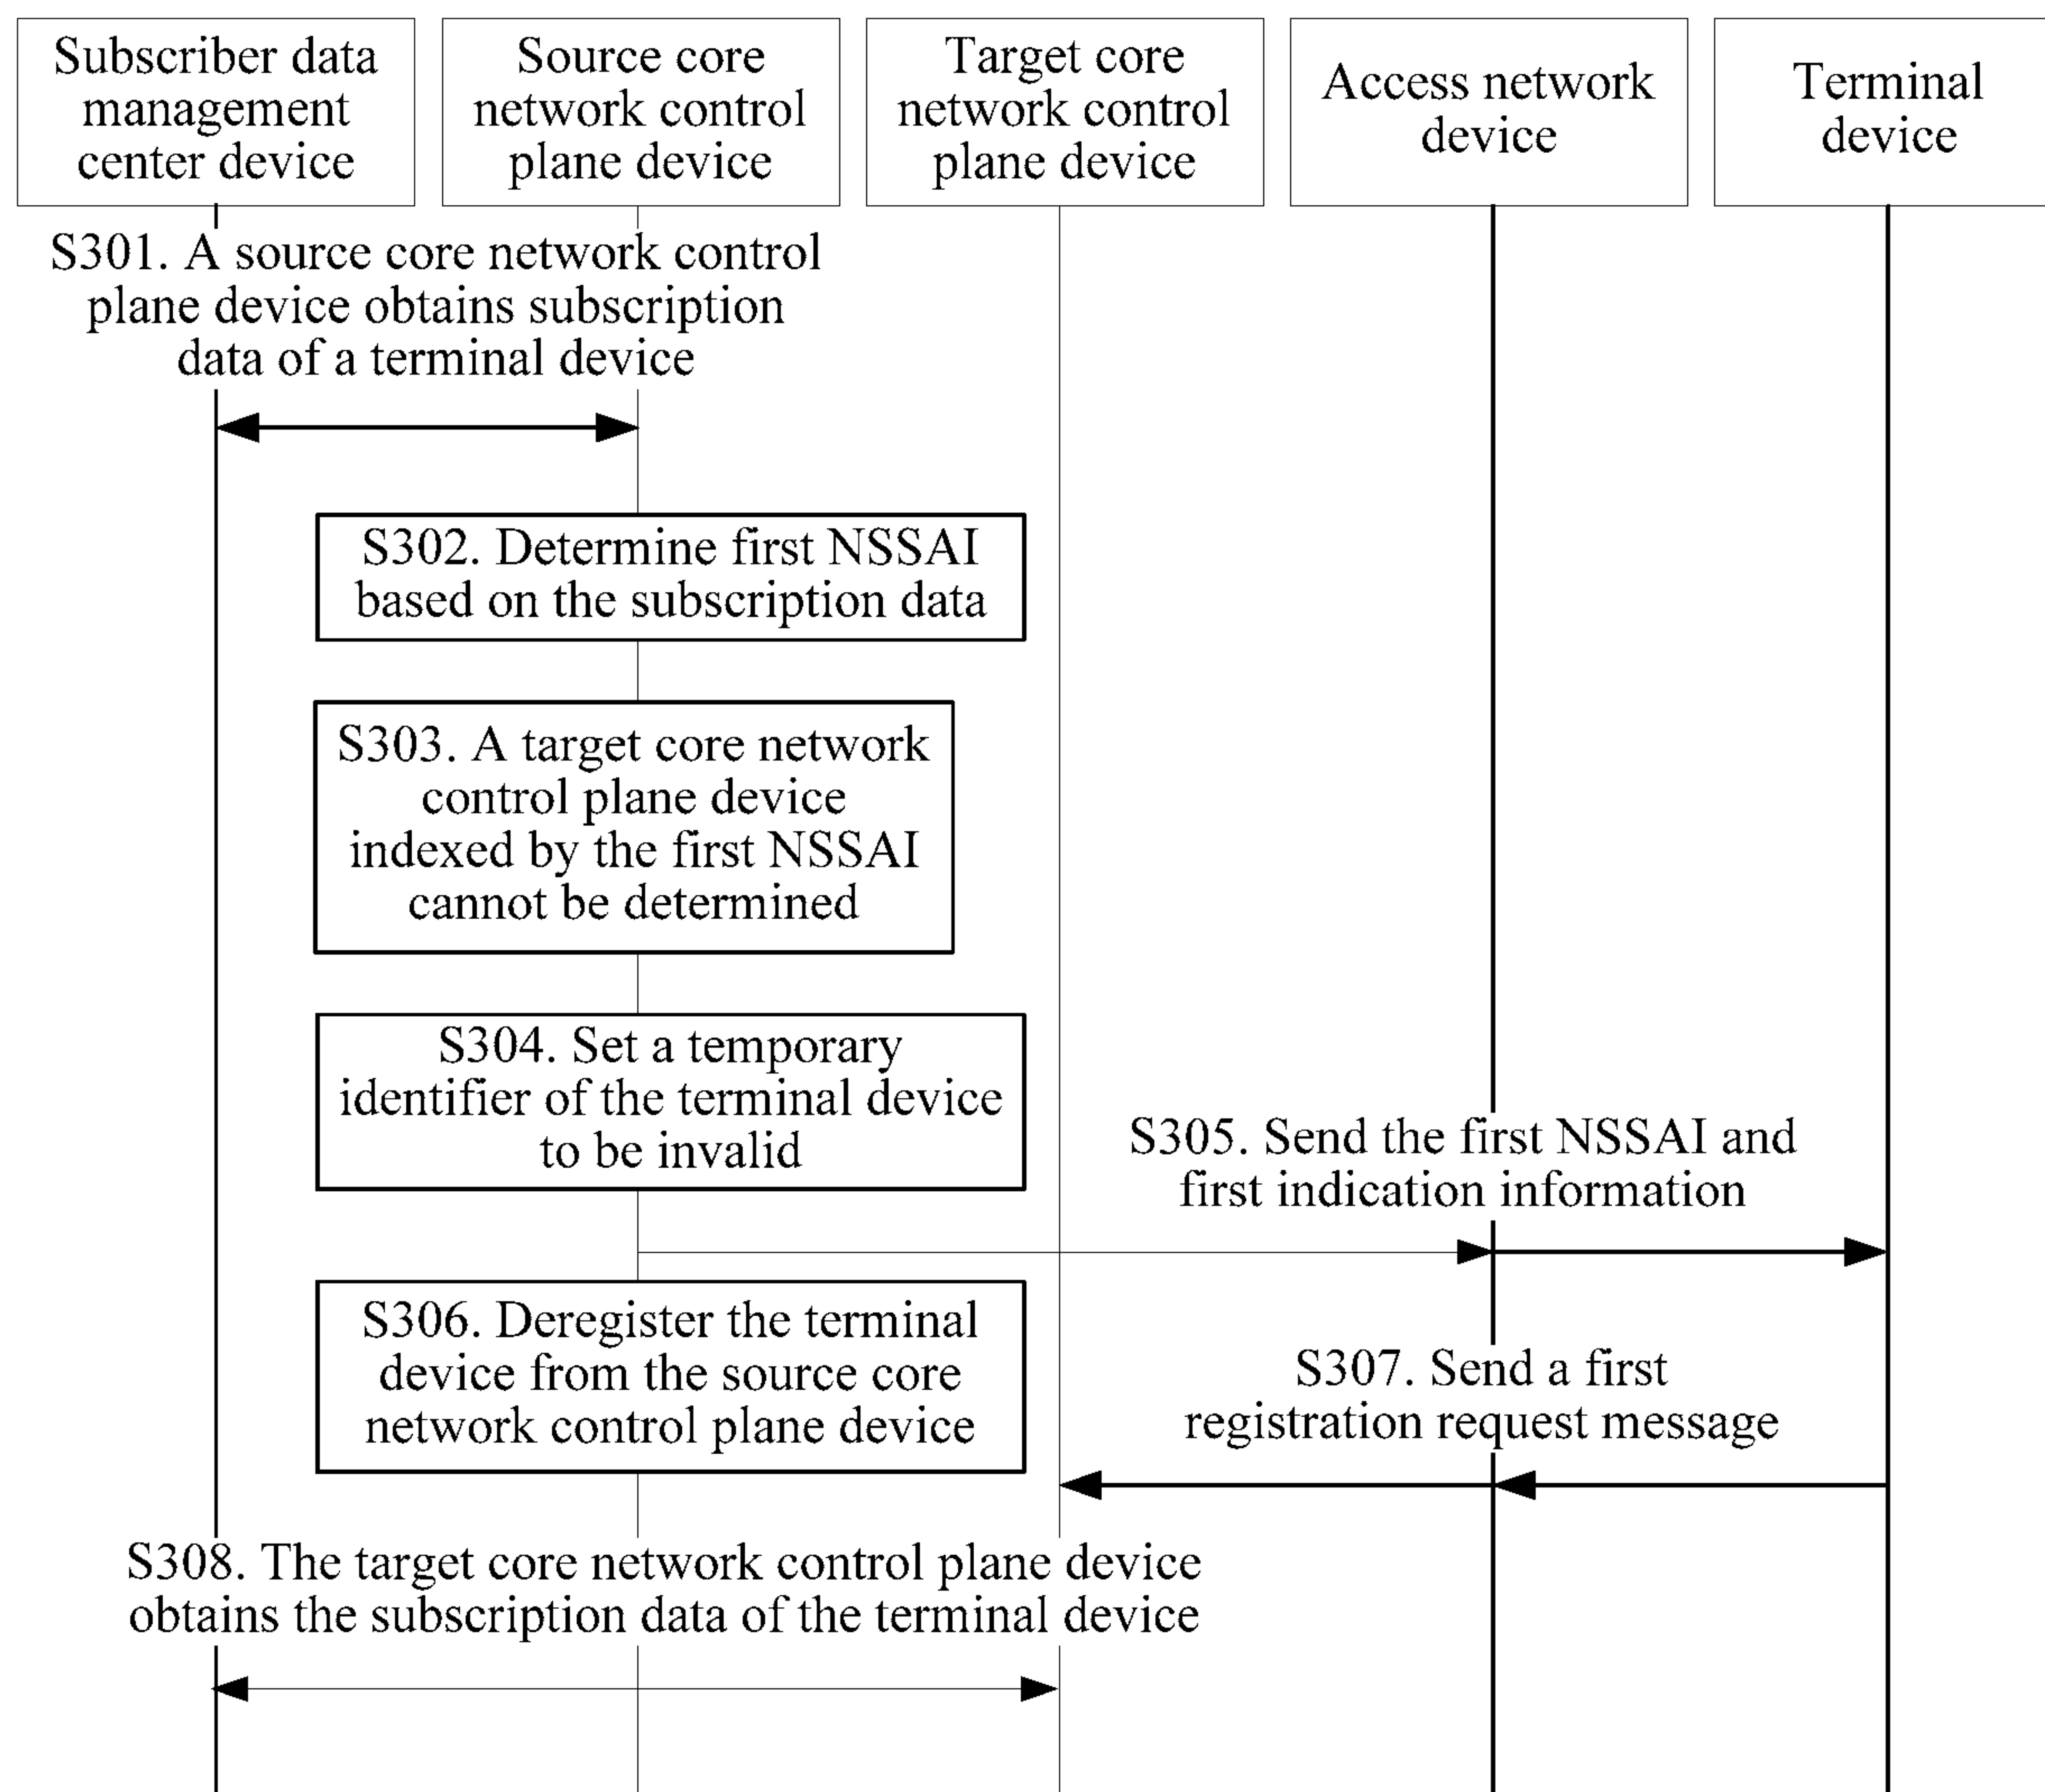 Subscriber data
management
center device
Source core
network control
plane device
Target core
network control
plane device
Access network
device
Terminal
device
S301. A source core network control
plane device obtains subscription
data of a terminal device
S302. Determine first NSSAI
based on the subscription data
S303. A target core network
control plane device
indexed by the first NSSAI
cannot be determined
S304. Set a temporary
identifier of the terminal device
to be invalid
S305. Send the first NSSAI and
first indication information
S306. Deregister the terminal
device from the source core
network control plane device
S307. Send a first
registration request message
S308. The target core network control plane device
obtains the subscription data of the terminal device